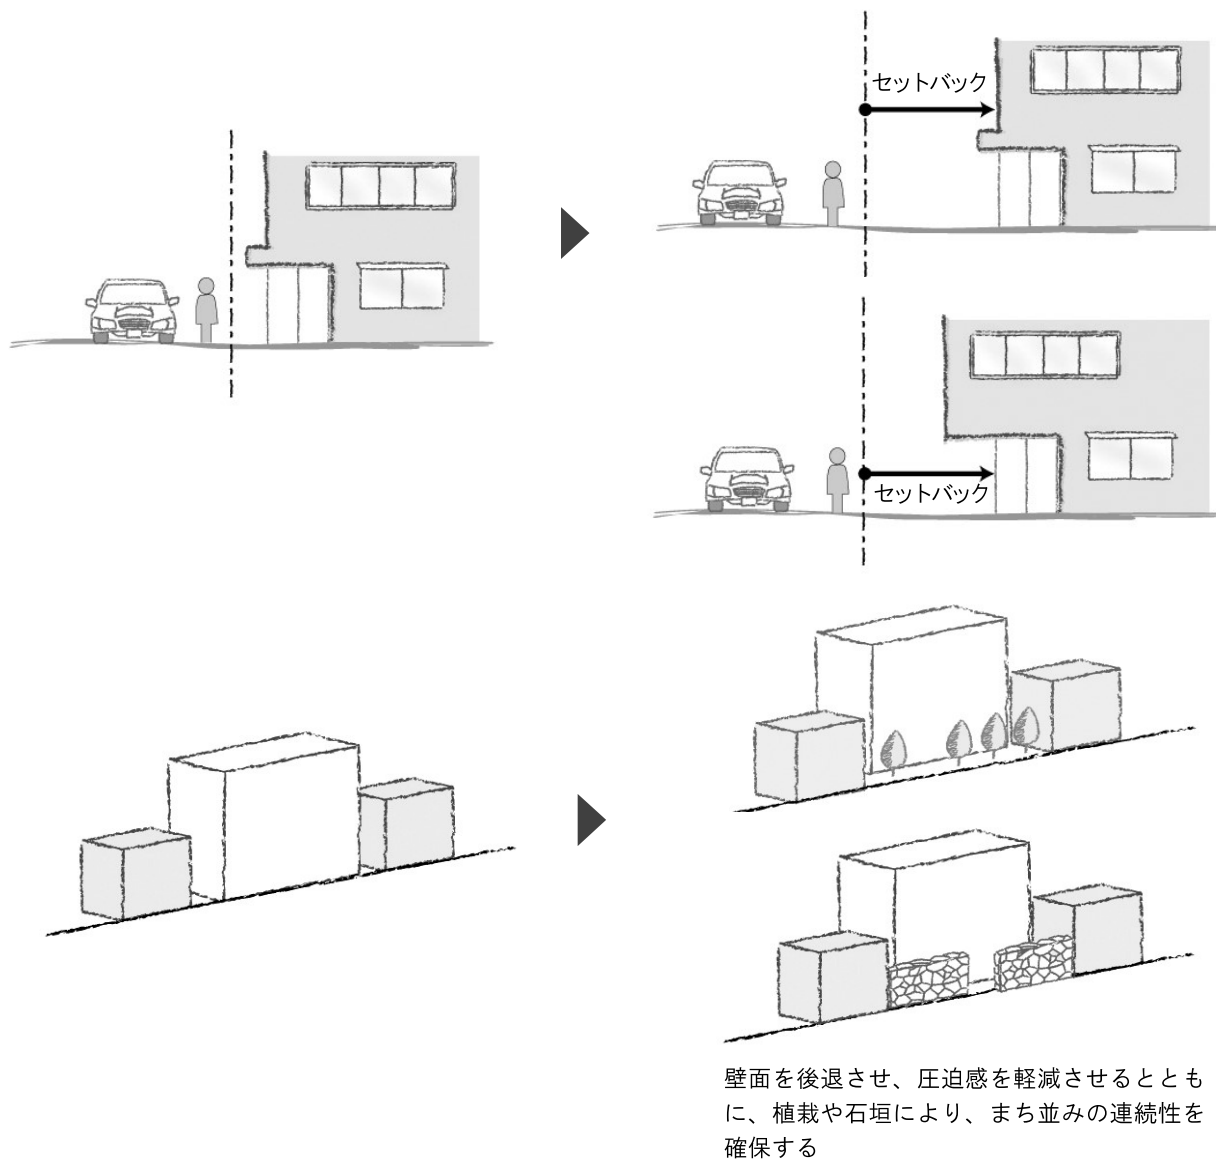 セットバック
セットバック
壁面を後退させ、圧迫感を軽減させるととも
に、植栽や石垣により、まち並みの連続性を
確保する